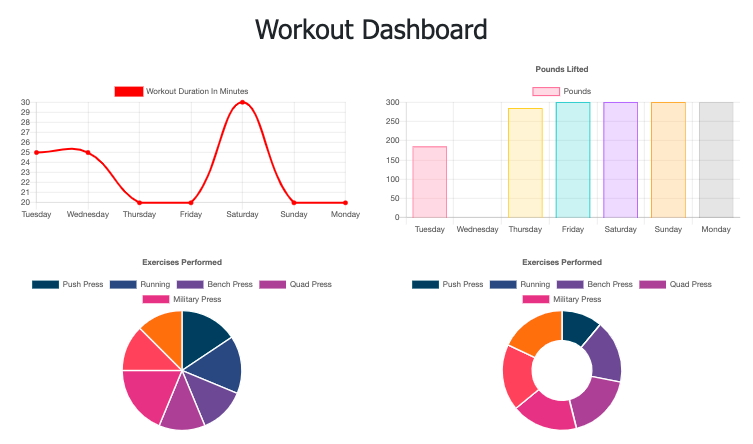 Workout Dashboard
Workout Duration In Minutes
30
29
28
27
26
25
24
23
22
21
20
Tuesday Wednesday Thursday Friday Saturday Sunday Monday
Pounds Lifted
Pounds
300
250
200
150
100
50
0
Tuesday Wednesday Thursday Friday Saturday Sunday Monday
Exercises Performed
Push Press Running Bench Press Quad Press
Military Press
Exercises Performed
Push Press Running Bench Press Quad Press
Military Press